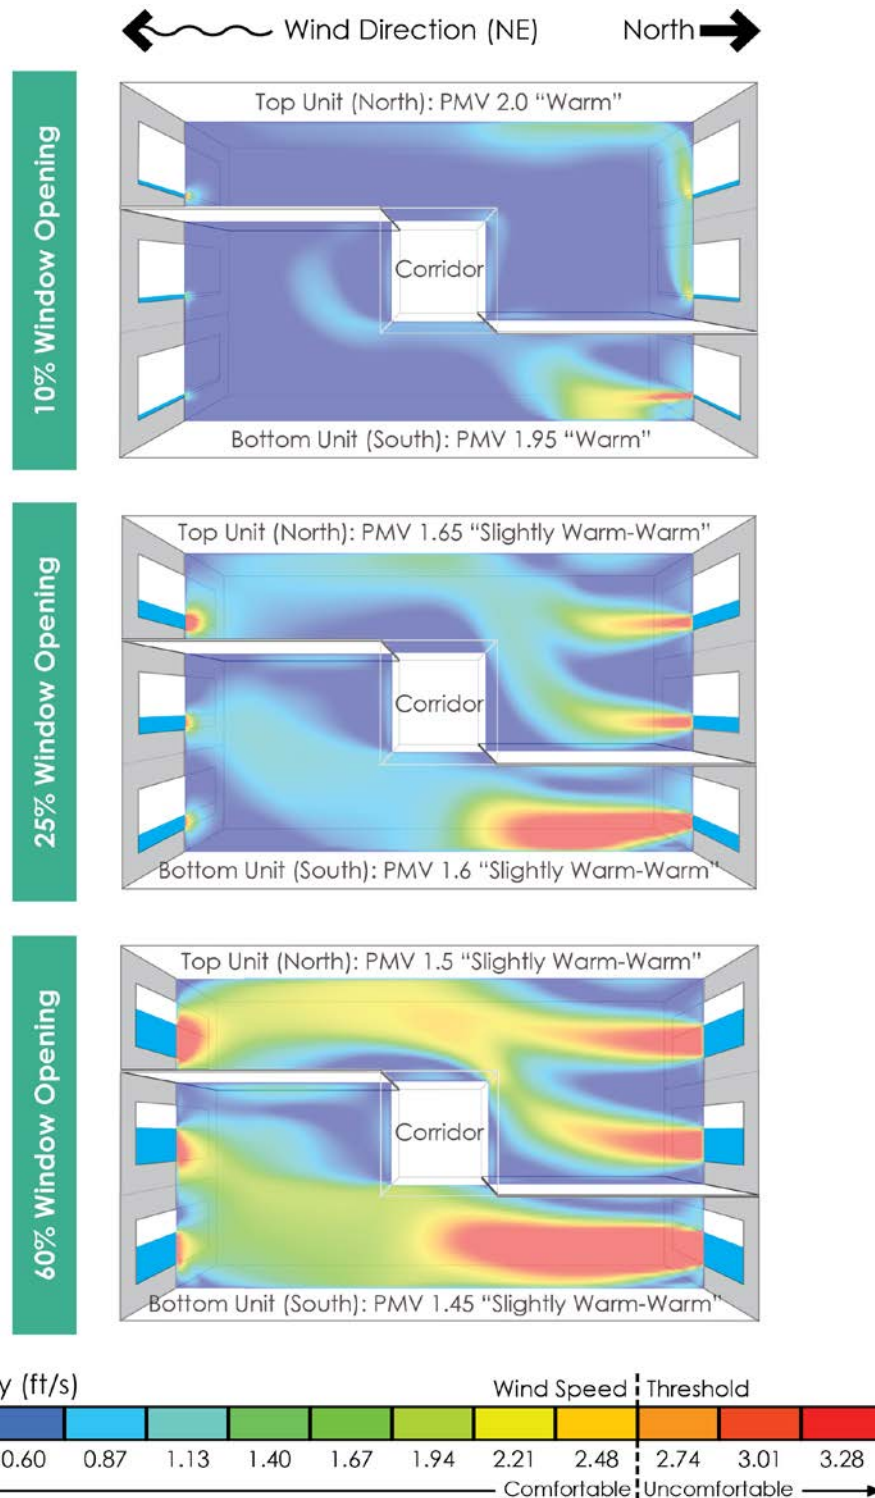 Wind Direction (NE) North
10% Window Opening
Top Unit (North): PMV 2.0 “Warm”
Corridor
Bottom Unit (South): PMV 1.95 “Warm”
25% Window Opening
Top Unit (North): PMV 1.65 “Slightly Warm-Warm”
Corridor
Bottom Unit (South): PMV 1.6 “Slightly Warm-Warm”
60% Window Opening
Top Unit (North): PMV 1.5 “Slightly Warm-Warm”
Corridor
Bottom Unit (South): PMV 1.45 “Slightly Warm-Warm”
y (ft/s) Wind Speed Threshold
0.60 0.87 1.13 1.40 1.67 1.94 2.21 2.48 2.74 3.01 3.28
Comfortable Uncomfortable